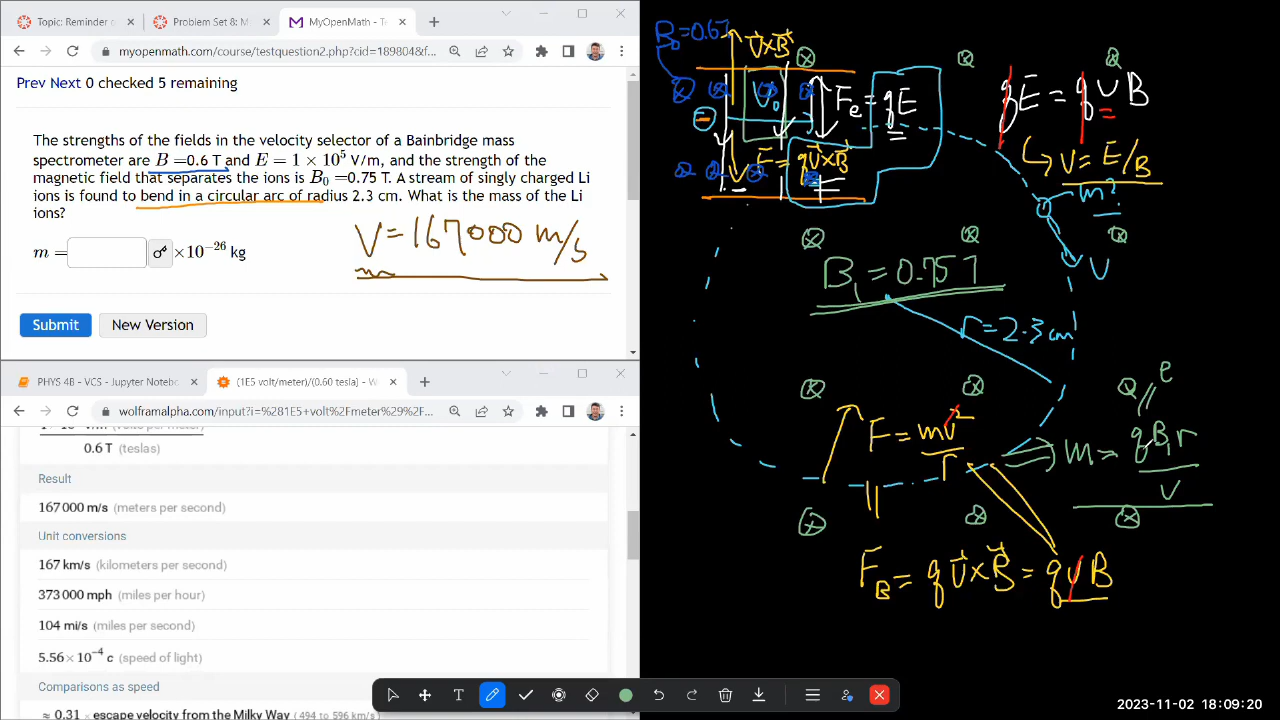 Topic: Reminder o
Problem Set 8: M
MyOpenMath - Te
myopenmath.com/course/testquestion2.php?cid=189804&f...
Prev Next 0 checked 5 remaining
The strengths of the fields in the velocity selector of a Bainbridge mass
spectrometer are B =0.6 T and E = 1 × 10⁵ V/m, and the strength of the
magnetic field that separates the ions is B₀ =0.75 T. A stream of singly charged Li
ions is found to bend in a circular arc of radius 2.3 cm. What is the mass of the Li
ions?
m = × 10⁻²⁶ kg
V = 167000 m/s
Submit
New Version
PHYS 4B - VCS - Jupyter Notebo
(1E5 volt/meter)/(0.60 tesla) - W
wolframalpha.com/input?i=%281E5+volt%2Fmeter%29%2F...
0.6 T (teslas)
Result
167 000 m/s (meters per second)
Unit conversions
167 km/s (kilometers per second)
373 000 mph (miles per hour)
104 mi/s (miles per second)
5.56 × 10⁻⁴ c (speed of light)
Comparisons as speed
≈ 0.31 × escape velocity from the Milky Way (494 to 596 km/s)
B₀ = 0.6T
V×B
V₀
Fe = qE
F = qV×B
qE = qvB
V = E/B
m?
V
B₁ = 0.75T
r = 2.3 cm
F = mv²/r
m = qB₁r/v
e
F_B = qV×B = qvB
T
2023-11-02 18:09:20